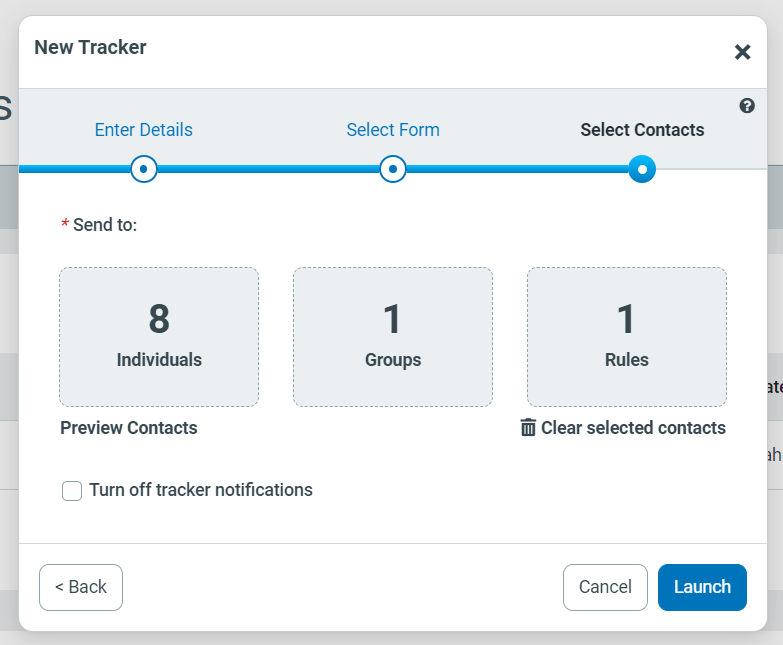 New Tracker
Enter Details
Select Form
Select Contacts
* Send to:
8
Individuals
1
Groups
1
Rules
Preview Contacts
Clear selected contacts
Turn off tracker notifications
< Back
Cancel
Launch